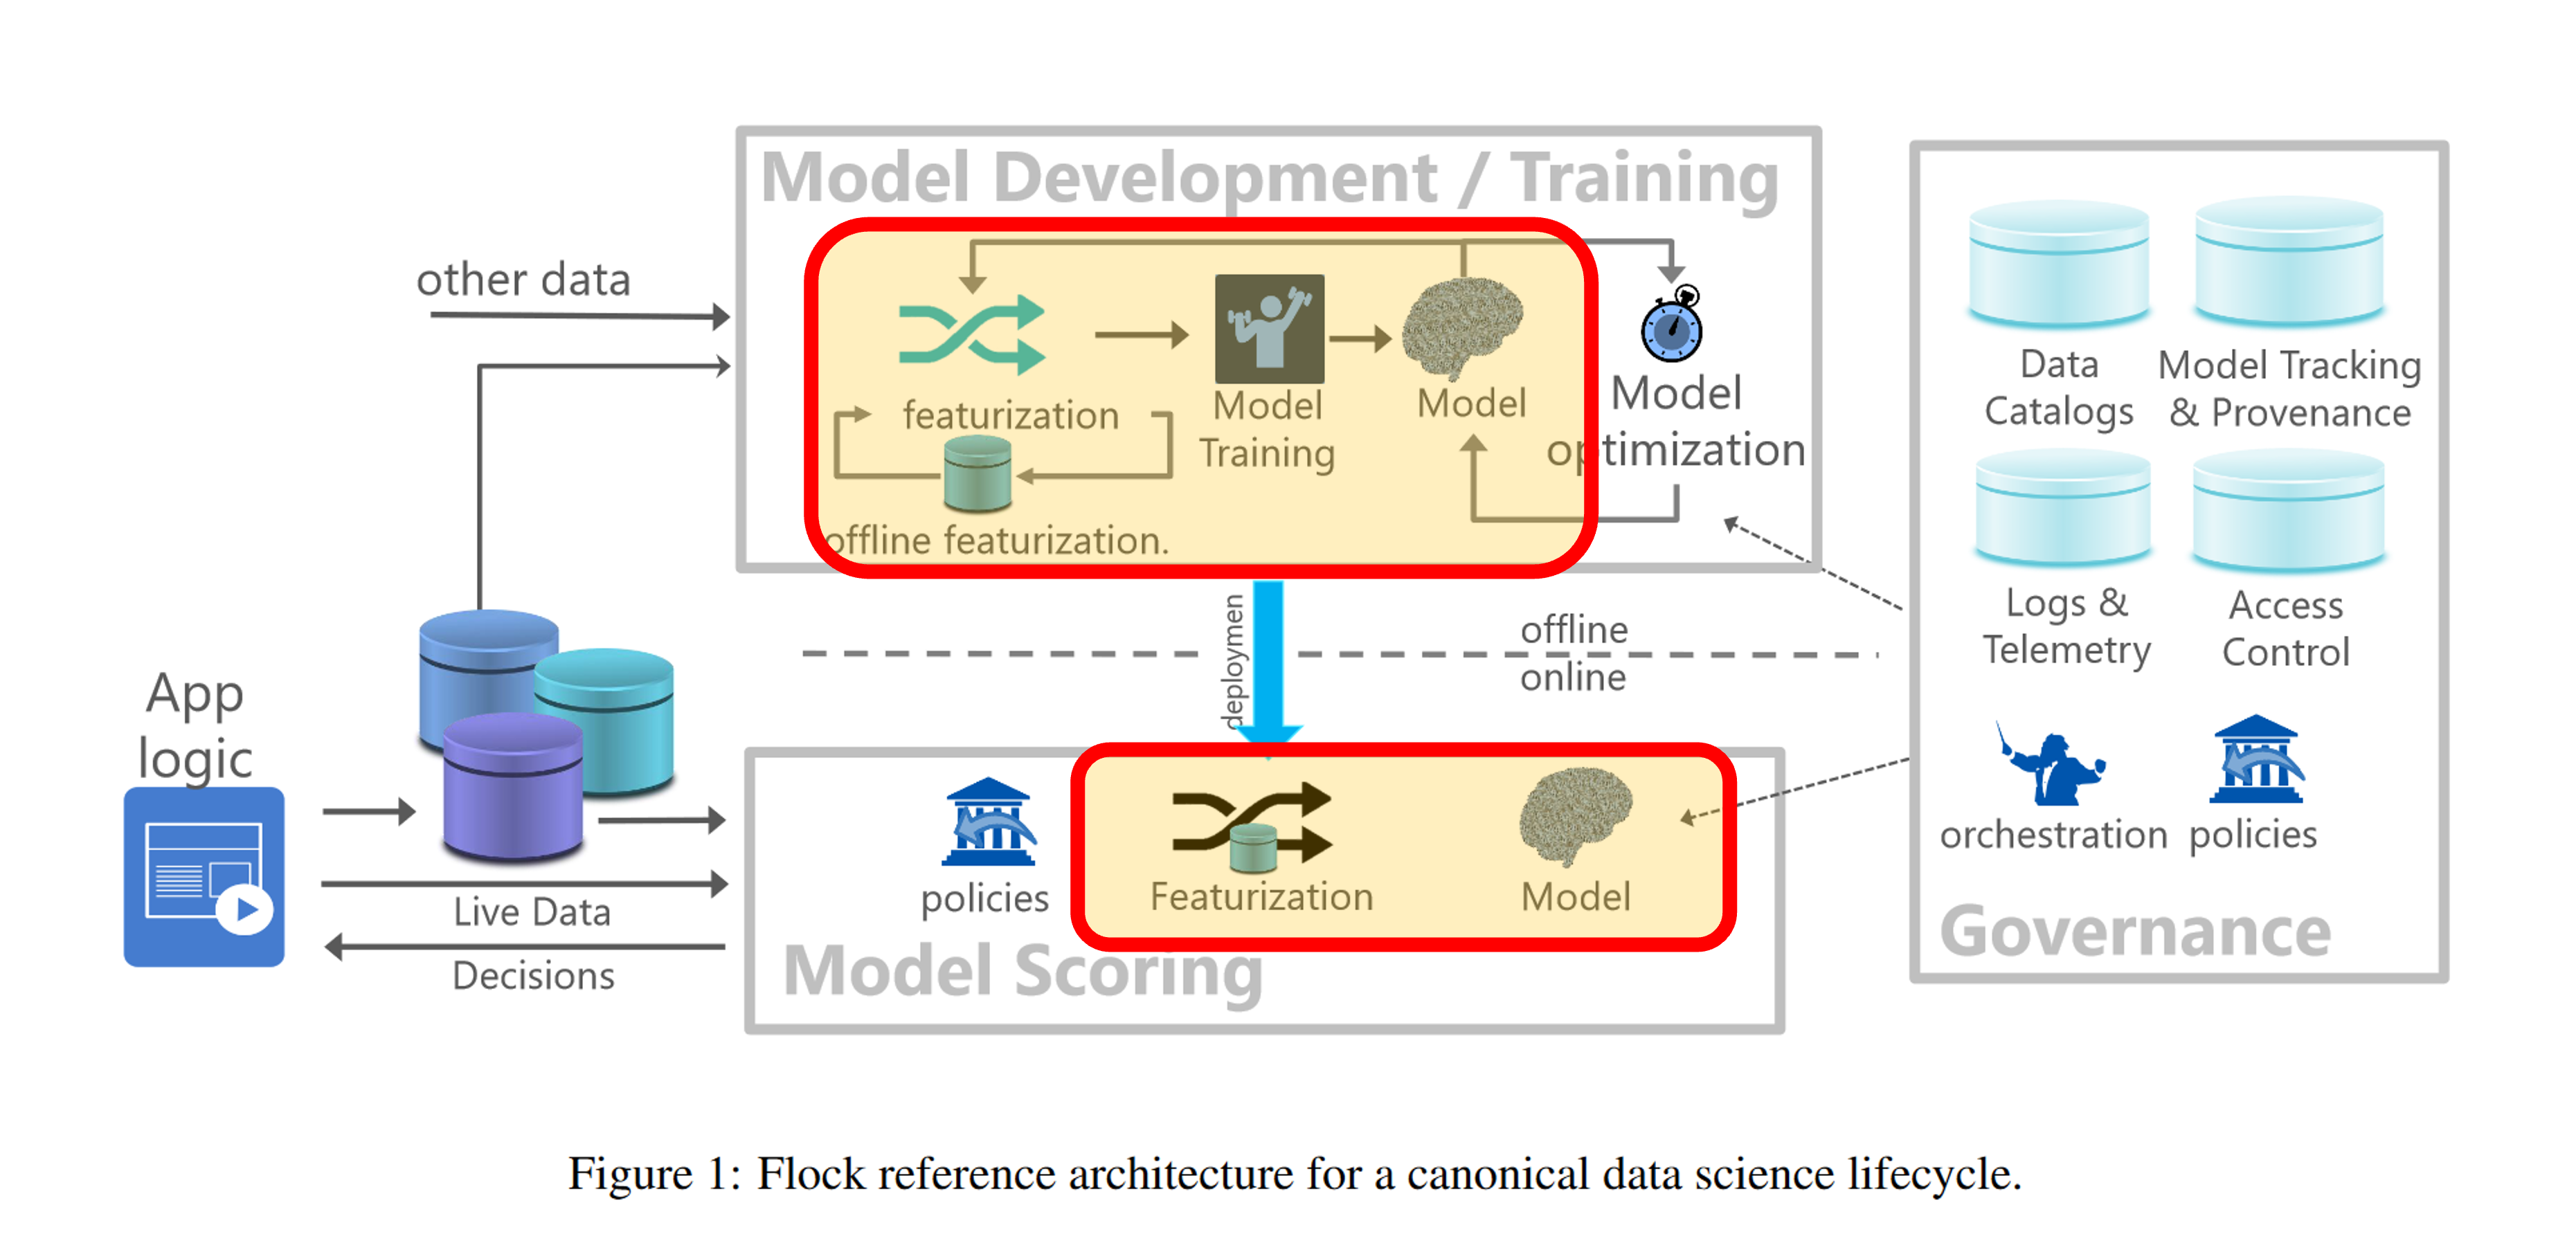 Model Development / Training
other data
featurization
Model
Training
Model
Model
optimization
offline featurization.
deploymen
offline
online
App
logic
Live Data
Decisions
policies
Featurization
Model
Model Scoring
Data
Catalogs
Model Tracking
& Provenance
Logs &
Telemetry
Access
Control
orchestration
policies
Governance
Figure 1: Flock reference architecture for a canonical data science lifecycle.